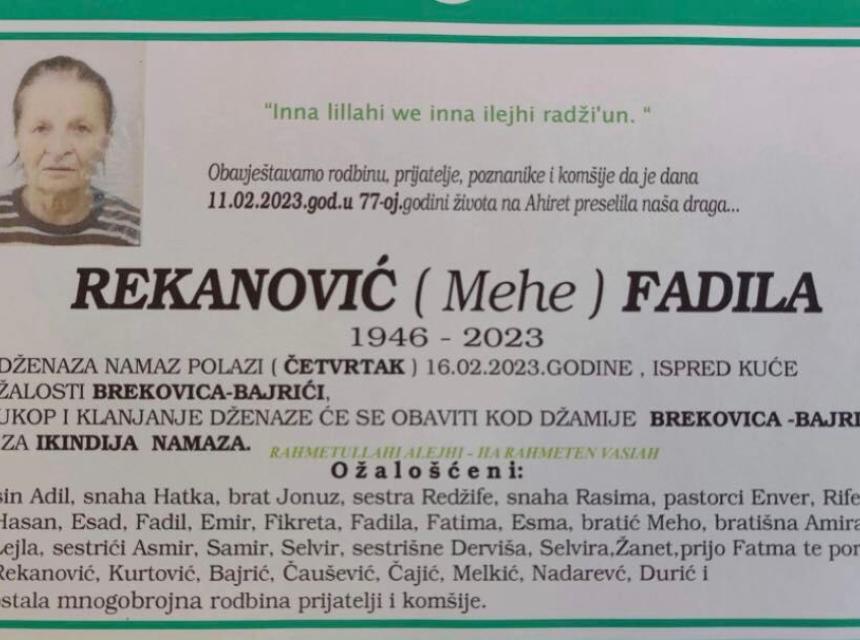 "Inna lillahi we inna ilejhi radži'un. "
Obavještavamo rodbinu, prijatelje, poznanike i komšije da je dana
11.02.2023.god.u 77-oj.godini života na Ahiret preselila naša draga...
REKANOVIĆ ( Mehe ) FADILA
1946 - 2023
DŽENAZA NAMAZ POLAZI ( ČETVRTAK ) 16.02.2023.GODINE , ISPRED KUĆE
ŽALOSTI BREKOVICA-BAJRIĆI,
UKOP I KLANJANJE DŽENAZE ĆE SE OBAVITI KOD DŽAMIJE BREKOVICA -BAJRI
ZA IKINDIJA NAMAZA.
RAHMETULLAHI ALEJHI - HA RAHMETEN VASIAH
Ožalošćeni:
sin Adil, snaha Hatka, brat Jonuz, sestra Redžife, snaha Rasima, pastorci Enver, Rife
Hasan, Esad, Fadil, Emir, Fikreta, Fadila, Fatima, Esma, bratić Meho, bratišna Amira
Lejla, sestrići Asmir, Samir, Selvir, sestrišne Derviša, Selvira,Žanet,prijo Fatma te por
Rekanović, Kurtović, Bajrić, Čaušević, Čajić, Melkić, Nadarevć, Durić i
ostala mnogobrojna rodbina prijatelji i komšije.